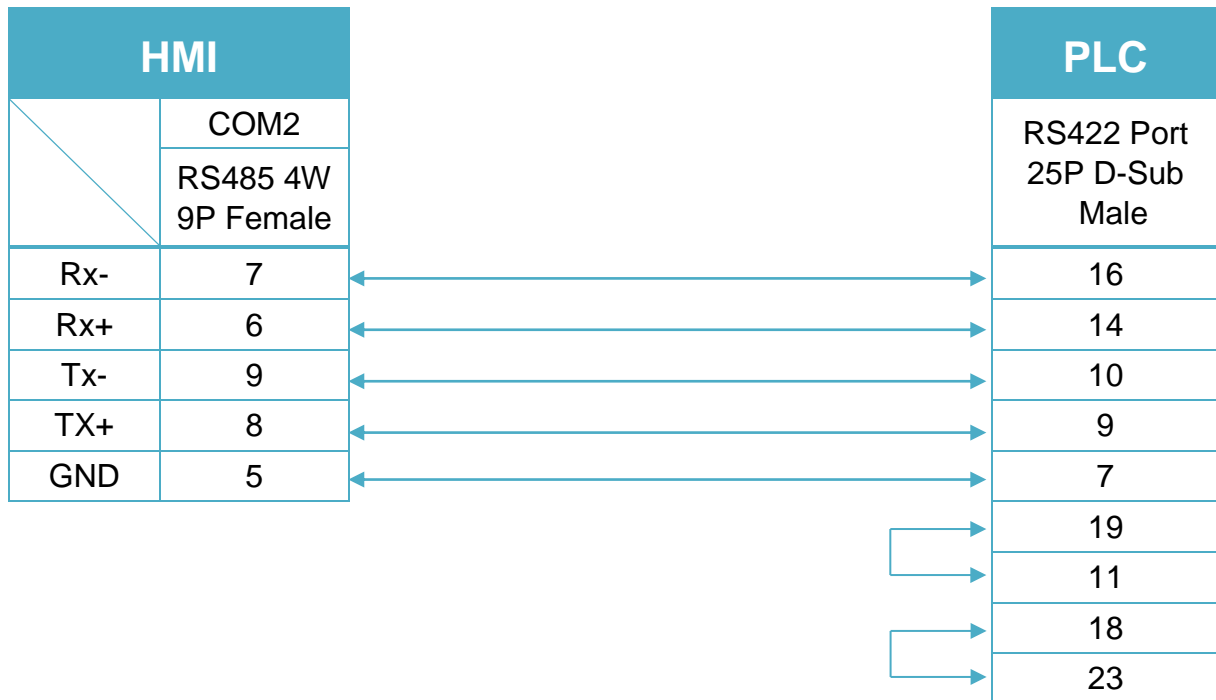 HMI
PLC
COM2
RS485 4W
9P Female
RS422 Port
25P D-Sub
Male
Rx- 7 16
Rx+ 6 14
Tx- 9 10
TX+ 8 9
GND 5 7
19
11
18
23